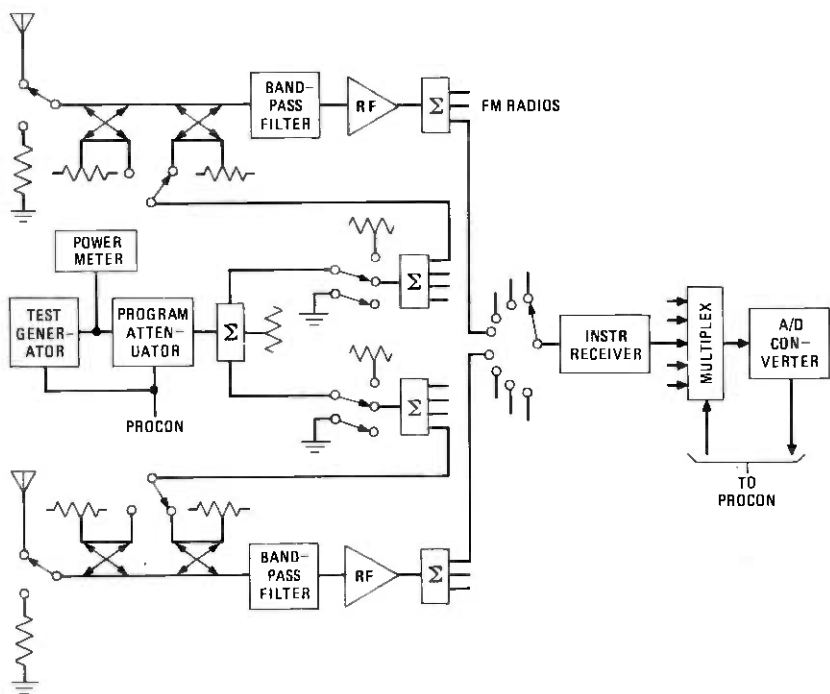 BAND-
PASS
FILTER
RF
Σ
FM RADIOS
POWER
METER
TEST
GENER-
ATOR
PROGRAM
ATTEN-
UATOR
Σ
Σ
PROCON
Σ
INSTR
RECEIVER
MULTIPLEX
A/D
CON-
VERTER
TO
PROCON
BAND-
PASS
FILTER
RF
Σ